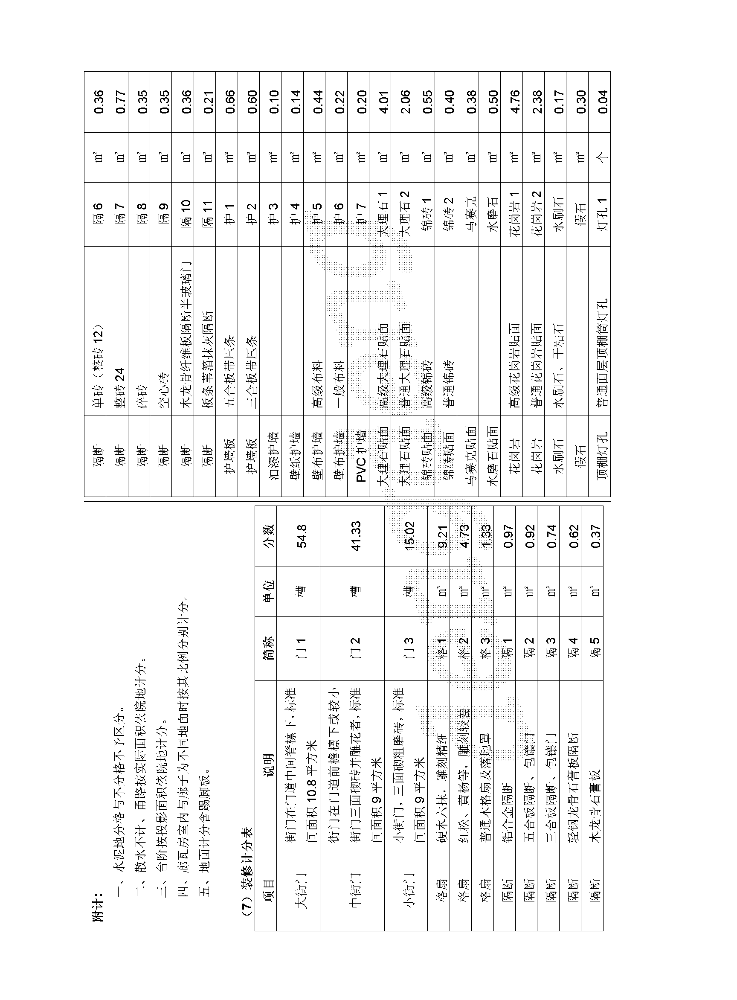 附计：
一、水泥地分格与不分格不予区分。
二、散水不计、甬路按实际面积依院地计分。
三、台阶按投影面积依院地计分。
四、廊瓦房室内与廊子为不同地面时按其比例分别计分。
五、地面计分含踢脚板。
（7）装修计分表
项目 说明 简称 单位 分数
大街门 街门在门道中间脊檩下，标准 门1 槽 54.8
间面积10.8平方米
中街门 街门在门道前檐檩下或较小 门2 槽 41.33
街门三面砌砖并雕花者，标准
间面积9平方米
小街门 小街门，三面砌粗磨砖，标准 门3 槽 15.02
间面积9平方米
格扇 硬木六抹，雕刻精细 格1 ㎡ 9.21
格扇 红松、黄杨等，雕刻较差 格2 ㎡ 4.73
格扇 普通木格扇及落地罩 格3 ㎡ 1.33
隔断 铝合金隔断 隔1 ㎡ 0.97
隔断 五合板隔断、包镶门 隔2 ㎡ 0.92
隔断 三合板隔断、包镶门 隔3 ㎡ 0.74
隔断 轻钢龙骨石膏板隔断 隔4 ㎡ 0.62
隔断 木龙骨石膏板 隔5 ㎡ 0.37
隔断 单砖（整砖12） 隔6 ㎡ 0.36
隔断 整砖24 隔7 ㎡ 0.77
隔断 碎砖 隔8 ㎡ 0.35
隔断 空心砖 隔9 ㎡ 0.35
隔断 木龙骨纤维板隔断半玻璃门 隔10 ㎡ 0.36
隔断 板条苇箔抹灰隔断 隔11 ㎡ 0.21
护墙板 五合板带压条 护1 ㎡ 0.66
护墙板 三合板带压条 护2 ㎡ 0.60
油漆护墙 护3 ㎡ 0.10
壁纸护墙 护4 ㎡ 0.14
壁布护墙 高级布料 护5 ㎡ 0.44
壁布护墙 一般布料 护6 ㎡ 0.22
PVC护墙 护7 ㎡ 0.20
大理石贴面 高级大理石贴面 大理石1 ㎡ 4.01
大理石贴面 普通大理石贴面 大理石2 ㎡ 2.06
锦砖贴面 高级锦砖 锦砖1 ㎡ 0.55
锦砖贴面 普通锦砖 锦砖2 ㎡ 0.40
马赛克贴面 马赛克 ㎡ 0.38
水磨石贴面 水磨石 ㎡ 0.50
花岗岩 高级花岗岩贴面 花岗岩1 ㎡ 4.76
花岗岩 普通花岗岩贴面 花岗岩2 ㎡ 2.38
水刷石 水刷石、干粘石 水刷石 ㎡ 0.17
假石 假石 ㎡ 0.30
顶棚灯孔 普通面层顶棚筒灯孔 灯孔1 个 0.04